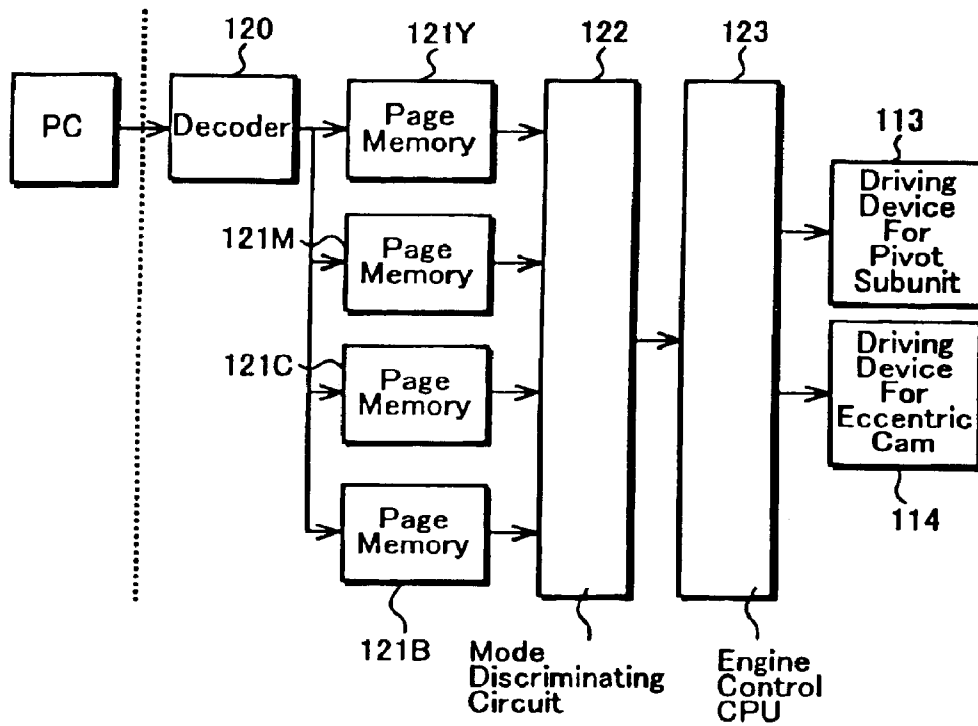 120
121Y
122
123
PC
Decoder
Page
Memory
113
Driving
Device
For
Pivot
Subunit
121M
Page
Memory
121C
Page
Memory
Driving
Device
For
Eccentric
Cam
114
Page
Memory
121B
Mode
Discriminating
Circuit
Engine
Control
CPU